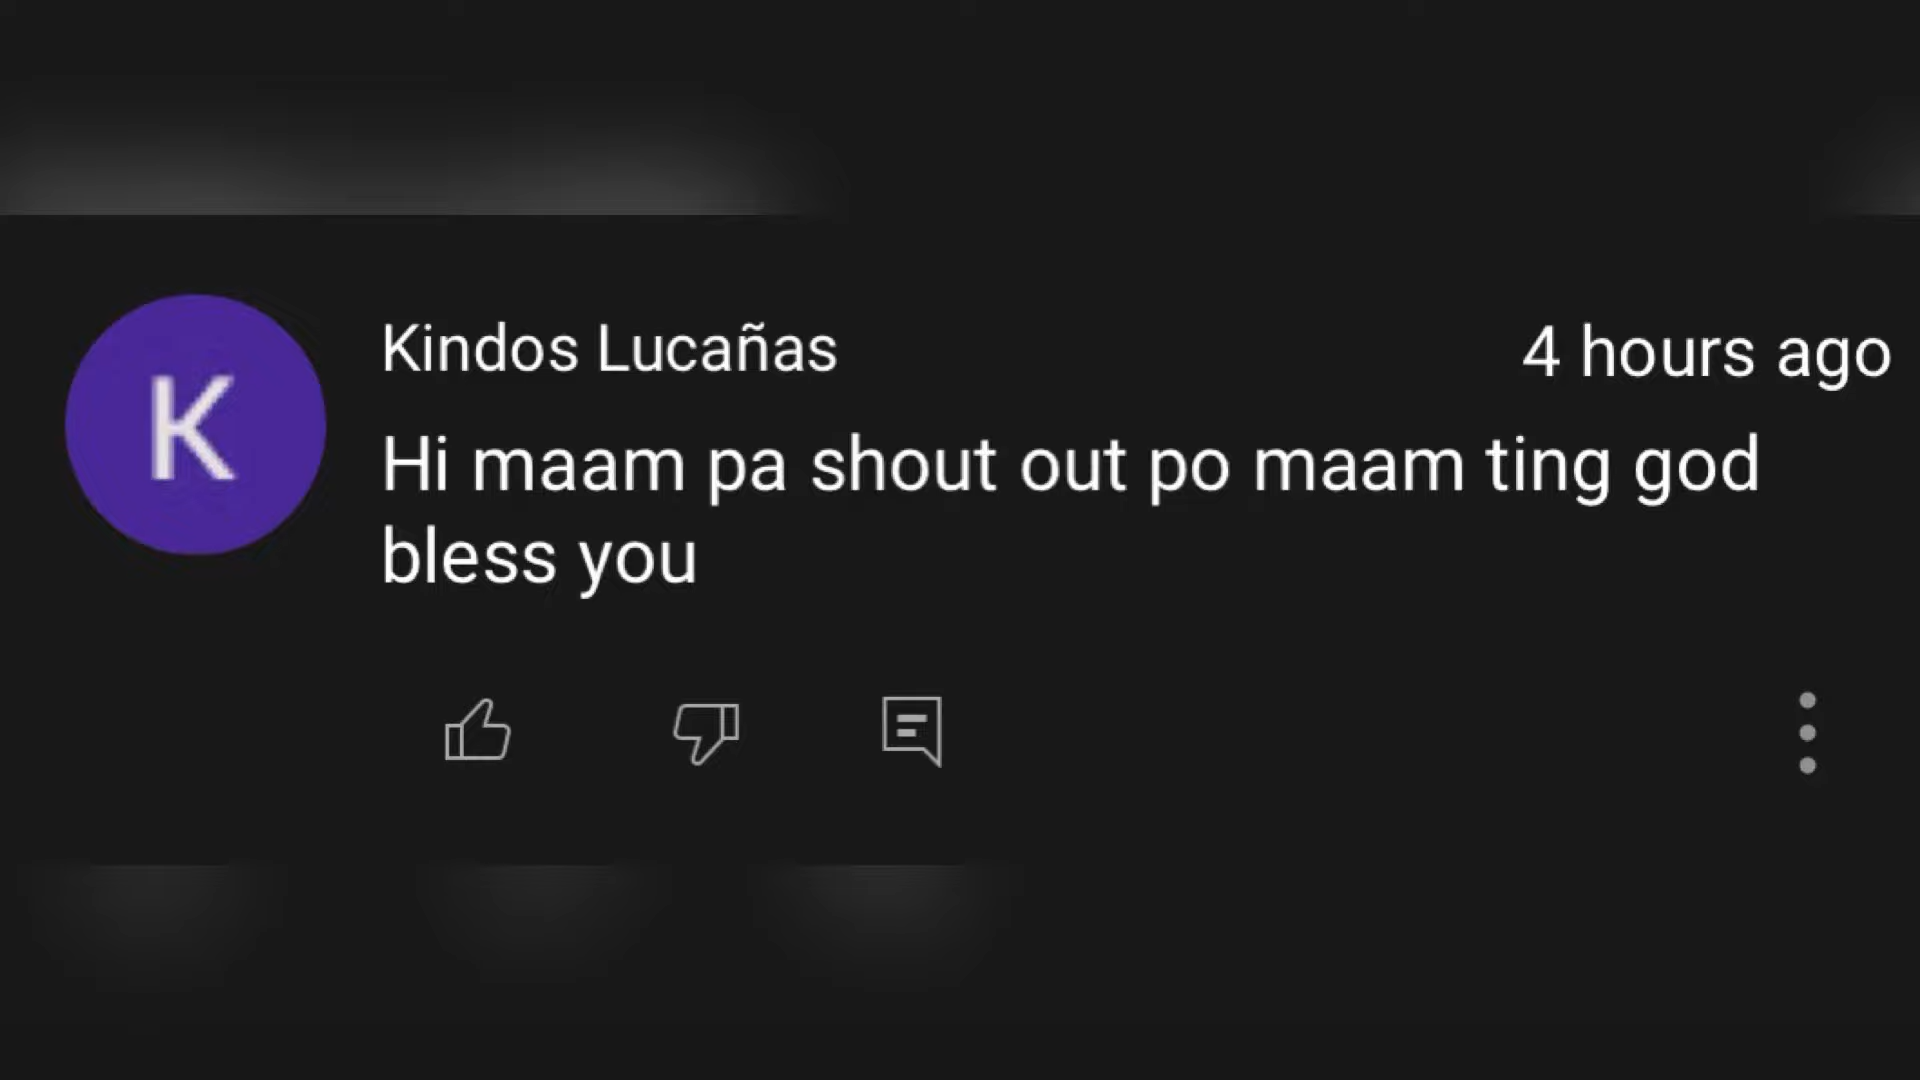 K
Kindos Lucañas
4 hours ago
Hi maam pa shout out po maam ting god
bless you